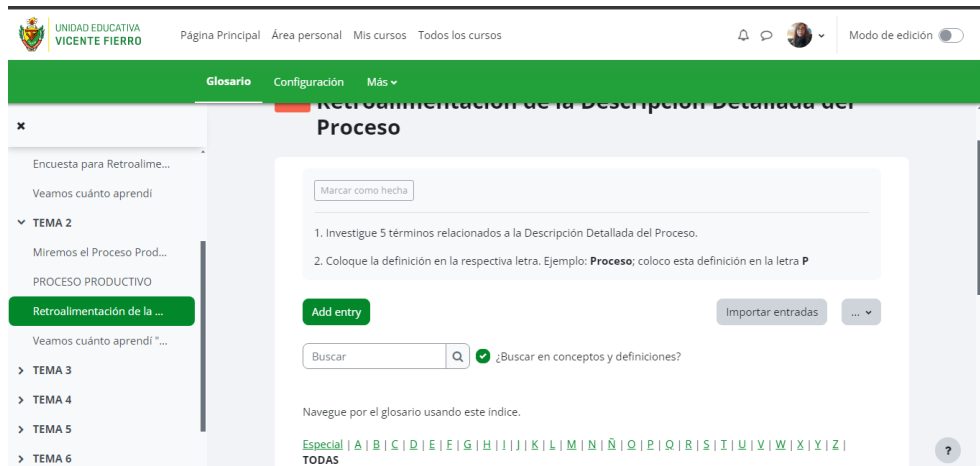 UNIDAD EDUCATIVA
VICENTE FIERRO
Página Principal Área personal Mis cursos Todos los cursos
Modo de edición
Glosario Configuración Más
Retroalimentación de la Descripción Detallada del
Proceso
Encuesta para Retroalime...
Veamos cuánto aprendí
TEMA 2
Miremos el Proceso Prod...
PROCESO PRODUCTIVO
Retroalimentación de la ...
Veamos cuánto aprendí "...
TEMA 3
TEMA 4
TEMA 5
TEMA 6
Marcar como hecha
1. Investigue 5 términos relacionados a la Descripción Detallada del Proceso.
2. Coloque la definición en la respectiva letra. Ejemplo: Proceso; coloco esta definición en la letra P
Add entry
Importar entradas
...
Buscar
¿Buscar en conceptos y definiciones?
Navegue por el glosario usando este índice.
Especial | A | B | C | D | E | F | G | H | I | J | K | L | M | N | Ñ | O | P | Q | R | S | T | U | V | W | X | Y | Z |
TODAS
?